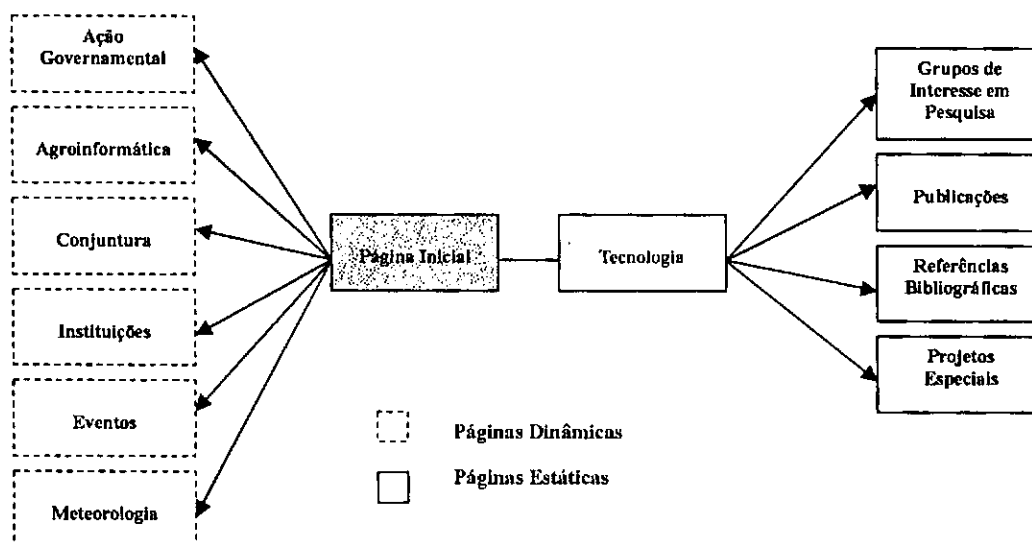 Ação
Governamental
Agroinformática
Conjuntura
Instituições
Eventos
Meteorologia
Página Inicial
Tecnologia
Grupos de
Interesse em
Pesquisa
Publicações
Referências
Bibliográficas
Projetos
Especiais
Páginas Dinâmicas
Páginas Estáticas